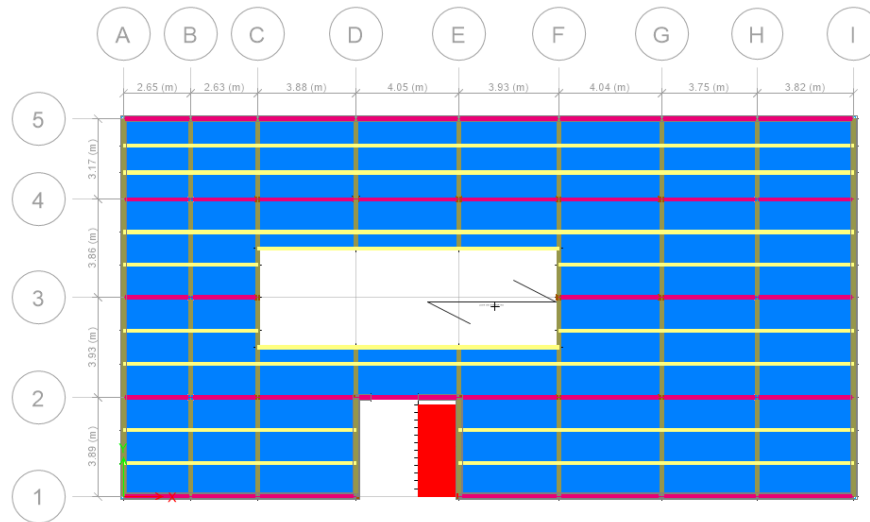 A B C D E F G H I
2.65 (m) 2.63 (m) 3.88 (m) 4.05 (m) 3.93 (m) 4.04 (m) 3.75 (m) 3.82 (m)
5
3.17 (m)
4
3.86 (m)
3
3.93 (m)
2
3.89 (m)
1
X